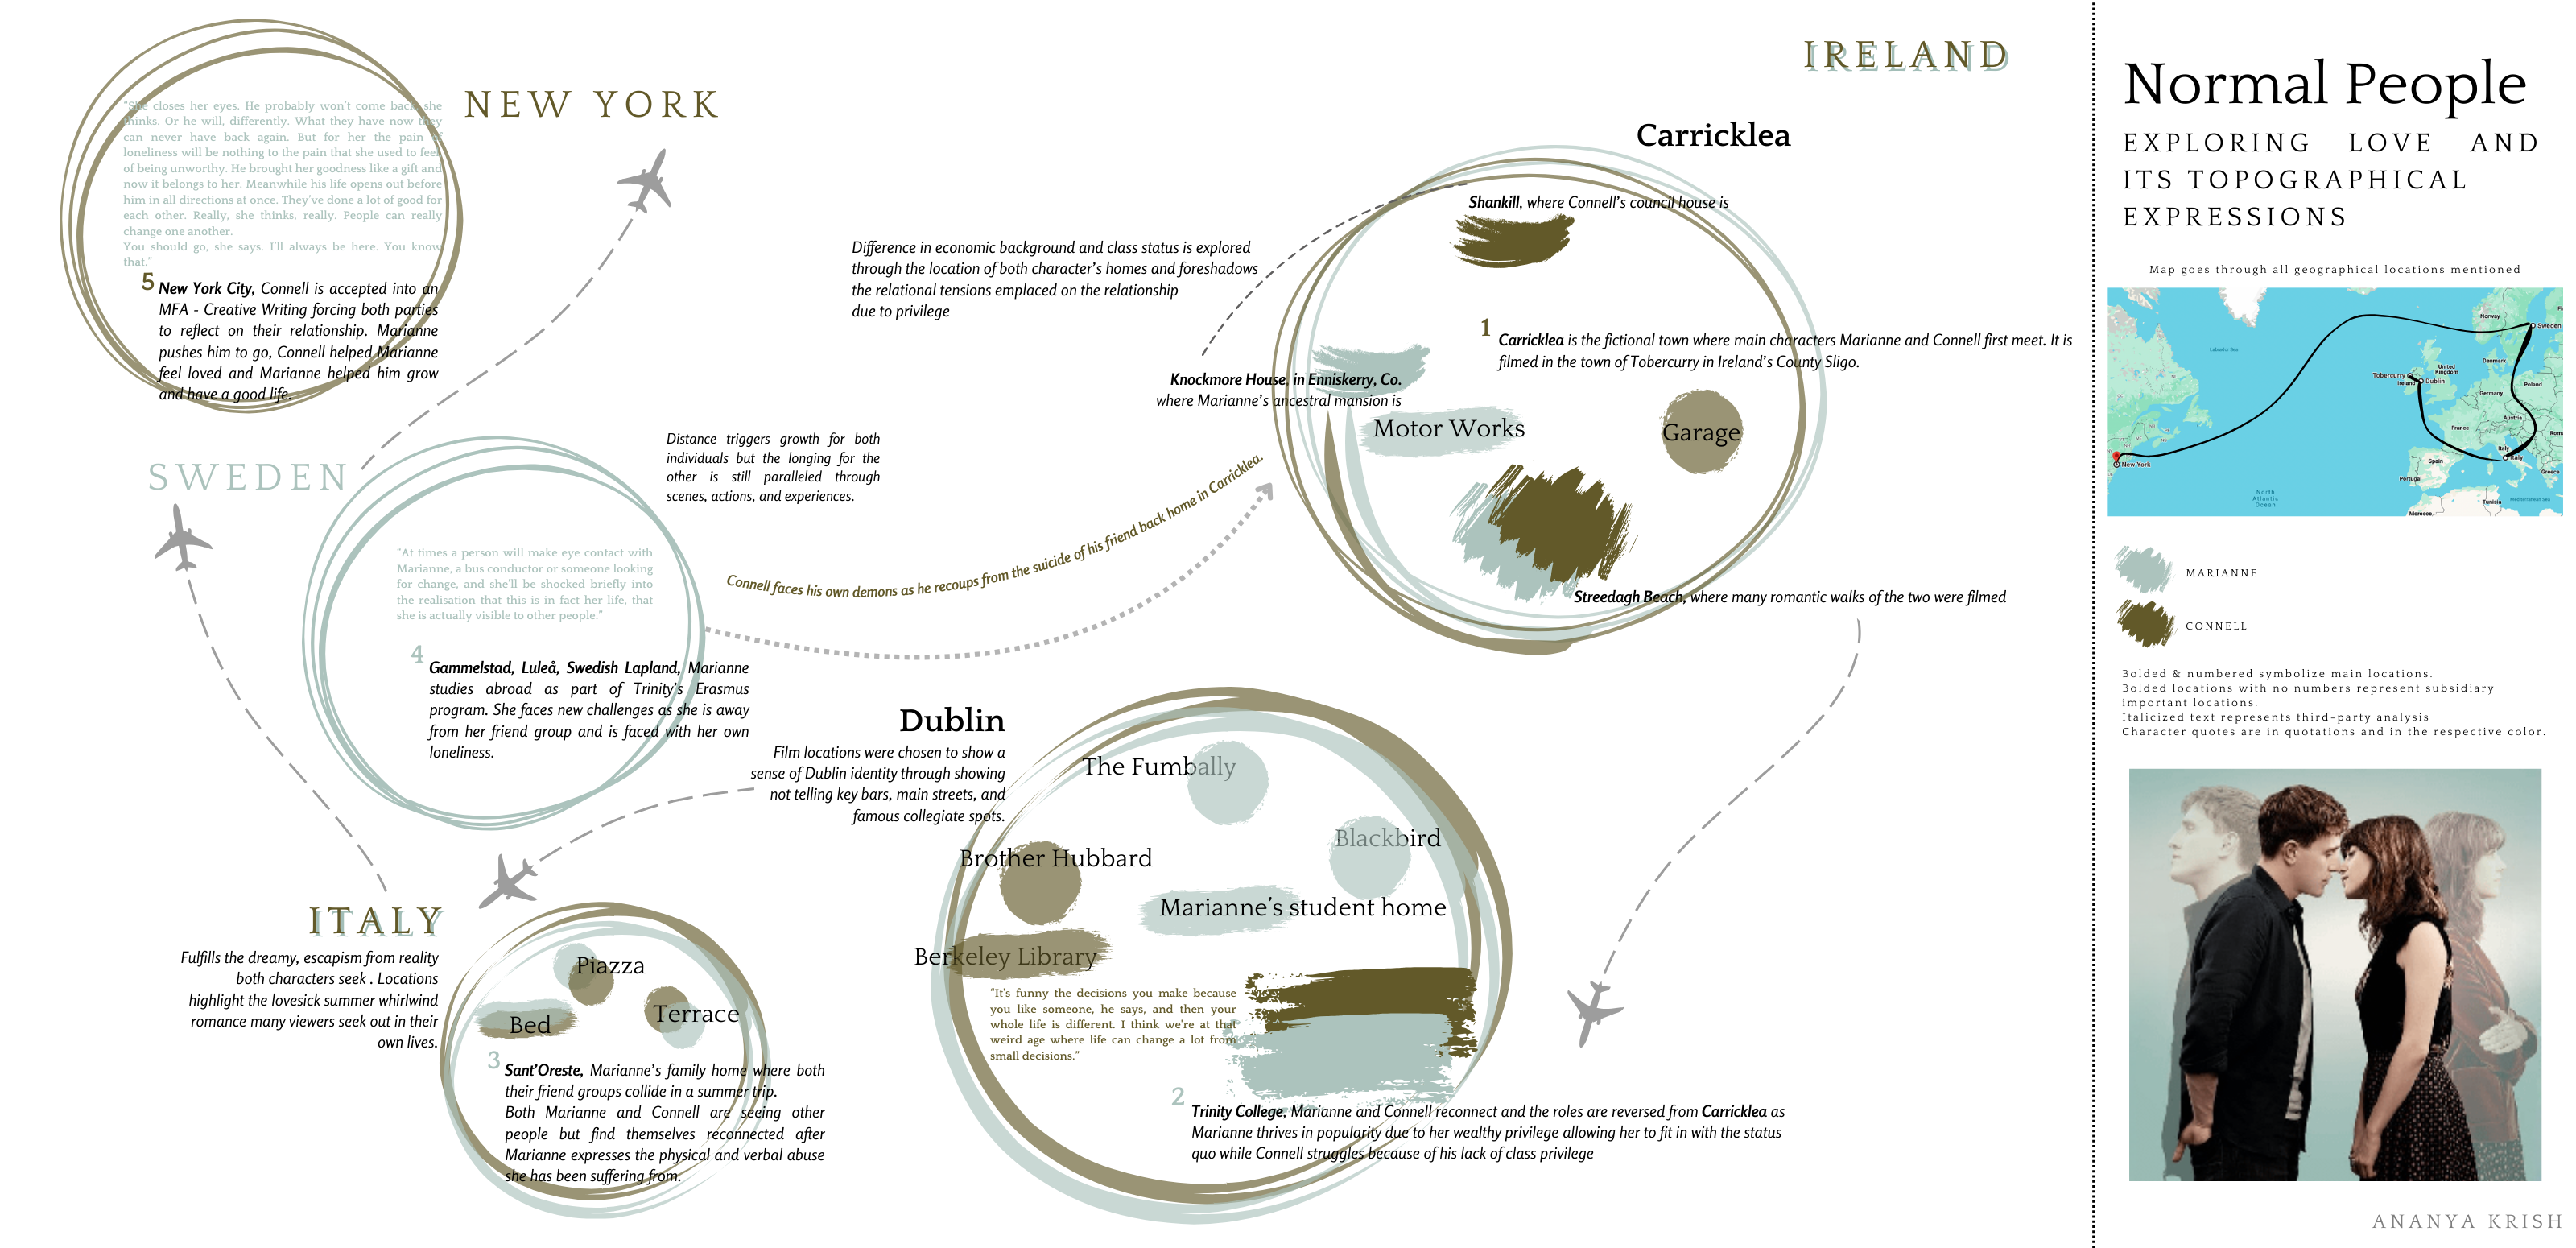 IRELAND
Normal People
EXPLORING LOVE AND
ITS TOPOGRAPHICAL
EXPRESSIONS
Map goes through all geographical locations mentioned
Norway
Sweden
Labrador Sea
Denmark
United
Kingdom
Tobercurry
Ireland
Dublin
Poland
Germany
Austria
France
Italy
Italy
Spain
Portugal
Greece
New York
North
Atlantic
Ocean
Tunisia
Mediterranean Sea
Morocco
MARIANNE
CONNELL
Bolded & numbered symbolize main locations.
Bolded locations with no numbers represent subsidiary
important locations.
Italicized text represents third-party analysis
Character quotes are in quotations and in the respective color.
ANANYA KRISH
NEW YORK
"She closes her eyes. He probably won't come back, she
thinks. Or he will, differently. What they have now they
can never have back again. But for her the pain of
loneliness will be nothing to the pain that she used to feel,
of being unworthy. He brought her goodness like a gift and
now it belongs to her. Meanwhile his life opens out before
him in all directions at once. They've done a lot of good for
each other. Really, she thinks, really. People can really
change one another.
You should go, she says. I'll always be here. You know
that."
5
New York City, Connell is accepted into an
MFA - Creative Writing forcing both parties
to reflect on their relationship. Marianne
pushes him to go, Connell helped Marianne
feel loved and Marianne helped him grow
and have a good life.
Carricklea
Shankill, where Connell's council house is
Difference in economic background and class status is explored
through the location of both character's homes and foreshadows
the relational tensions emplaced on the relationship
due to privilege
1
Carricklea is the fictional town where main characters Marianne and Connell first meet. It is
filmed in the town of Tobercurry in Ireland's County Sligo.
Knockmore House, in Enniskerry, Co.
where Marianne's ancestral mansion is
Motor Works
Garage
Streedagh Beach, where many romantic walks of the two were filmed
SWEDEN
Distance triggers growth for both
individuals but the longing for the
other is still paralleled through
scenes, actions, and experiences.
Connell faces his own demons as he recoups from the suicide of his friend back home in Carricklea.
"At times a person will make eye contact with
Marianne, a bus conductor or someone looking
for change, and she'll be shocked briefly into
the realisation that this is in fact her life, that
she is actually visible to other people."
4
Gammelstad, Luleå, Swedish Lapland, Marianne
studies abroad as part of Trinity's Erasmus
program. She faces new challenges as she is away
from her friend group and is faced with her own
loneliness.
Dublin
Film locations were chosen to show a
sense of Dublin identity through showing
not telling key bars, main streets, and
famous collegiate spots.
The Fumbally
Blackbird
Brother Hubbard
Marianne's student home
Berkeley Library
"It's funny the decisions you make because
you like someone, he says, and then your
whole life is different. I think we're at that
weird age where life can change a lot from
small decisions."
2
Trinity College, Marianne and Connell reconnect and the roles are reversed from Carricklea as
Marianne thrives in popularity due to her wealthy privilege allowing her to fit in with the status
quo while Connell struggles because of his lack of class privilege
ITALY
Fulfills the dreamy, escapism from reality
both characters seek . Locations
highlight the lovesick summer whirlwind
romance many viewers seek out in their
own lives.
Piazza
Terrace
Bed
3
Sant'Oreste, Marianne's family home where both
their friend groups collide in a summer trip.
Both Marianne and Connell are seeing other
people but find themselves reconnected after
Marianne expresses the physical and verbal abuse
she has been suffering from.